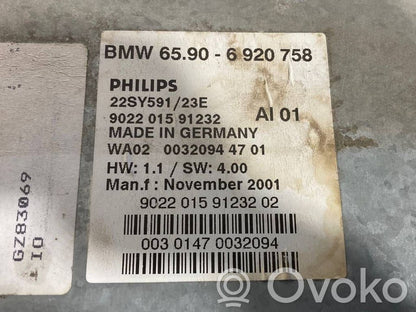 BMW 65.90 - 6 920 758
PHILIPS
22SY591/23E
9022 015 91232 AI 01
MADE IN GERMANY
WA02 0032094 4701
HW: 1.1 / SW: 4.00
Man.f : November 2001
9022 015 91232 02
003 0147 0032094
GZ83069
1 IO
Ovoko